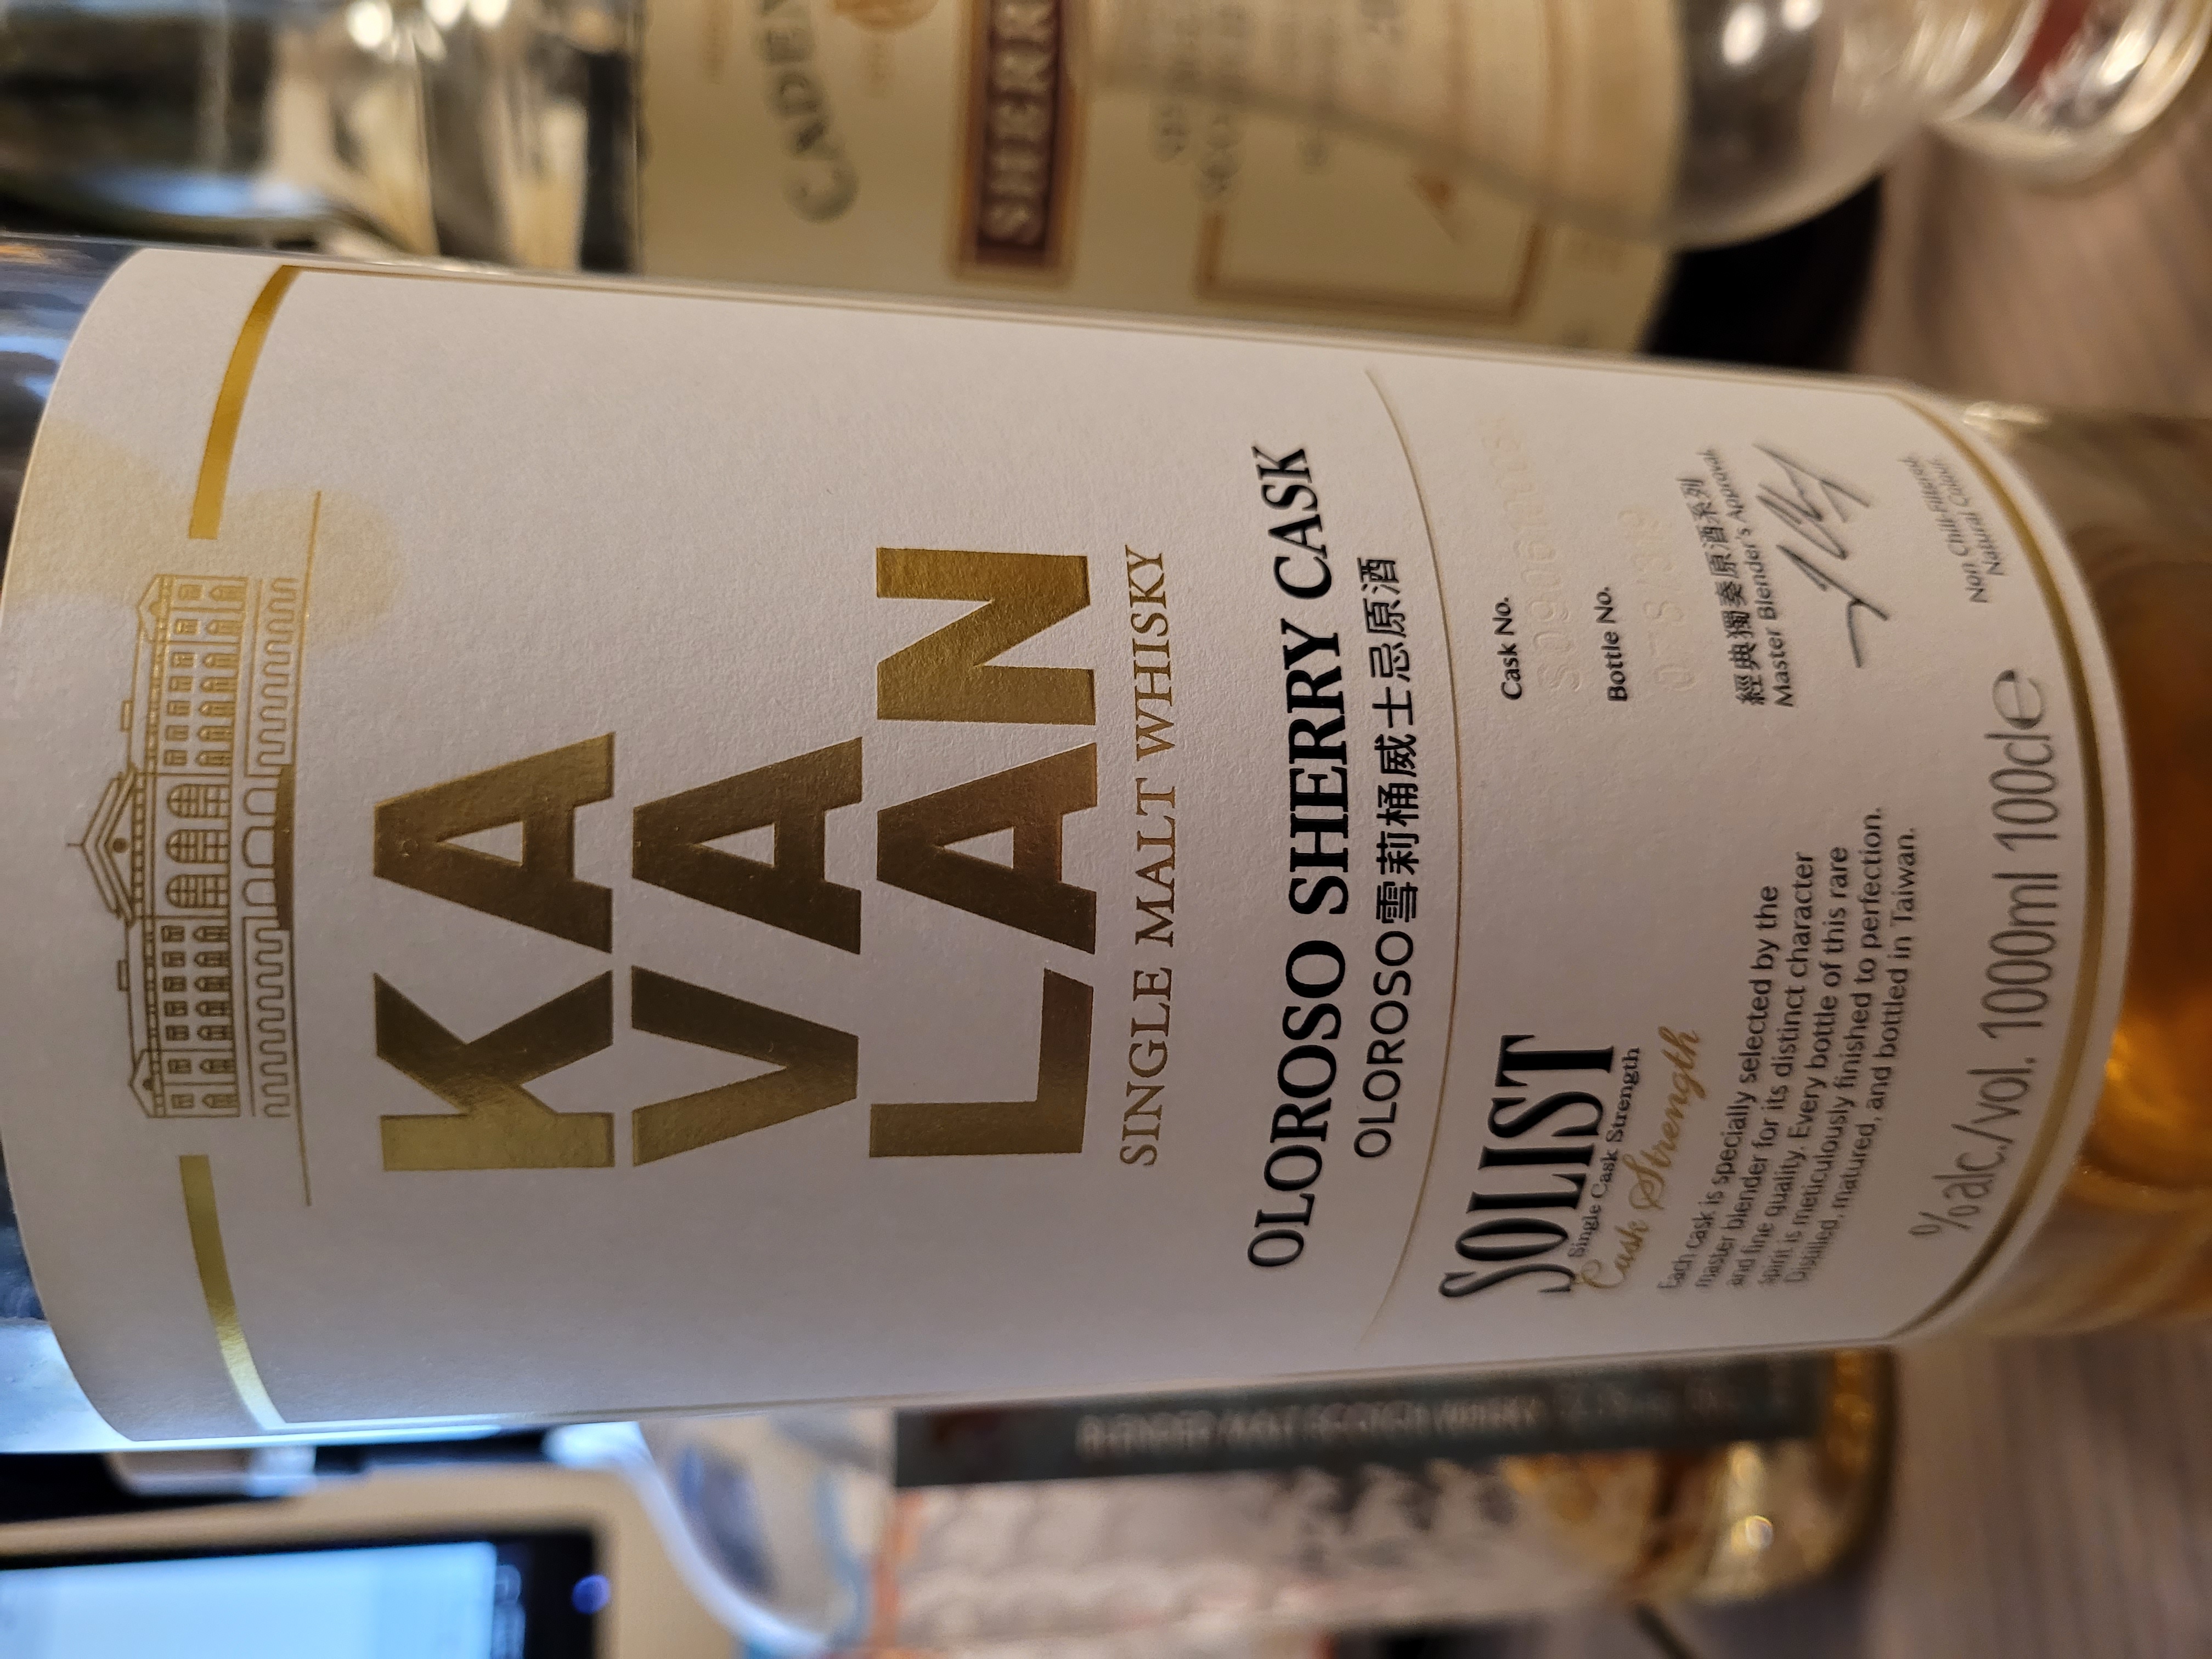 KA
VA
LAN
SINGLE MALT WHISKY
OLOROSO SHERRY CASK
OLOROSO雪莉桶威士忌原酒
SOLIST
Single Cask Strength
Cask Strength
Each cask is specially selected by the
master blender for its distinct character
and fine quality. Every bottle of this rare
spirit is meticulously finished to perfection.
Distilled, matured, and bottled in Taiwan.
Cask No.
Bottle No.
經典獨奏原酒系列
Master Blender's Approval.
Non Chill-Filtered.
Natural Colour.
%alc./vol. 1000ml 100cl℮
CADEN
SHERR